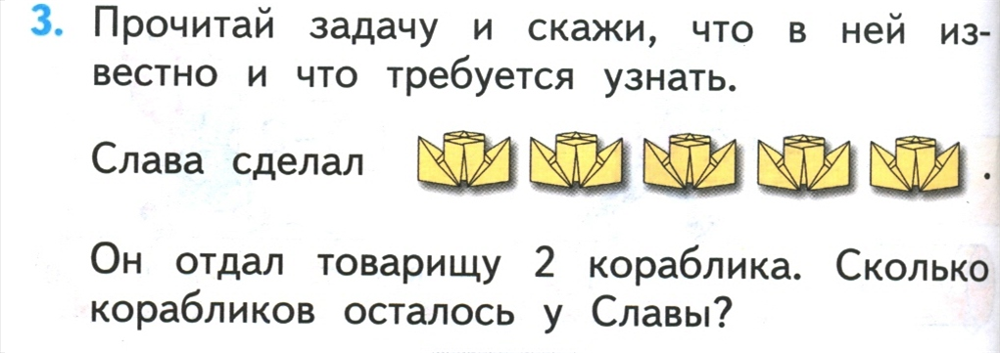 3. Прочитай задачу и скажи, что в ней из-
вестно и что требуется узнать.
Слава сделал .
Он отдал товарищу 2 кораблика. Сколько
корабликов осталось у Славы?